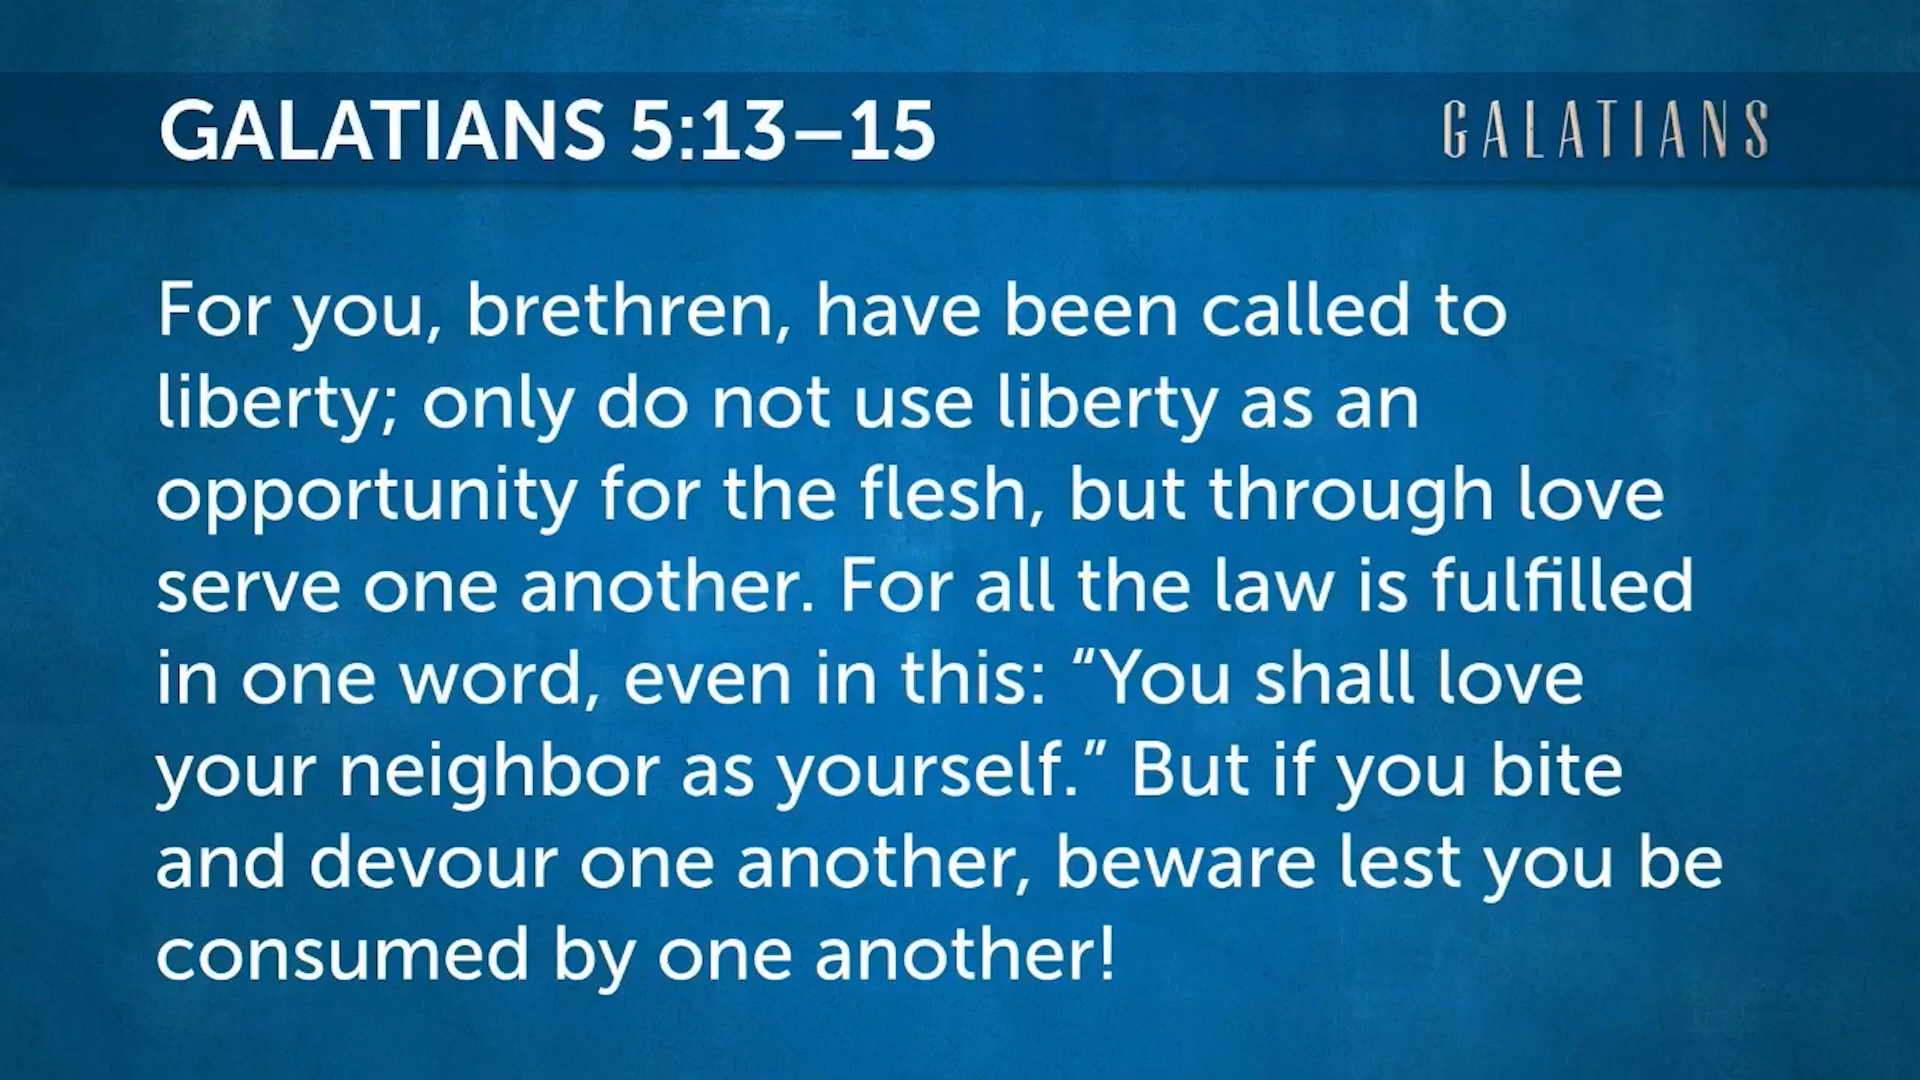 GALATIANS 5:13–15
GALATIANS
For you, brethren, have been called to
liberty; only do not use liberty as an
opportunity for the flesh, but through love
serve one another. For all the law is fulfilled
in one word, even in this: “You shall love
your neighbor as yourself.” But if you bite
and devour one another, beware lest you be
consumed by one another!